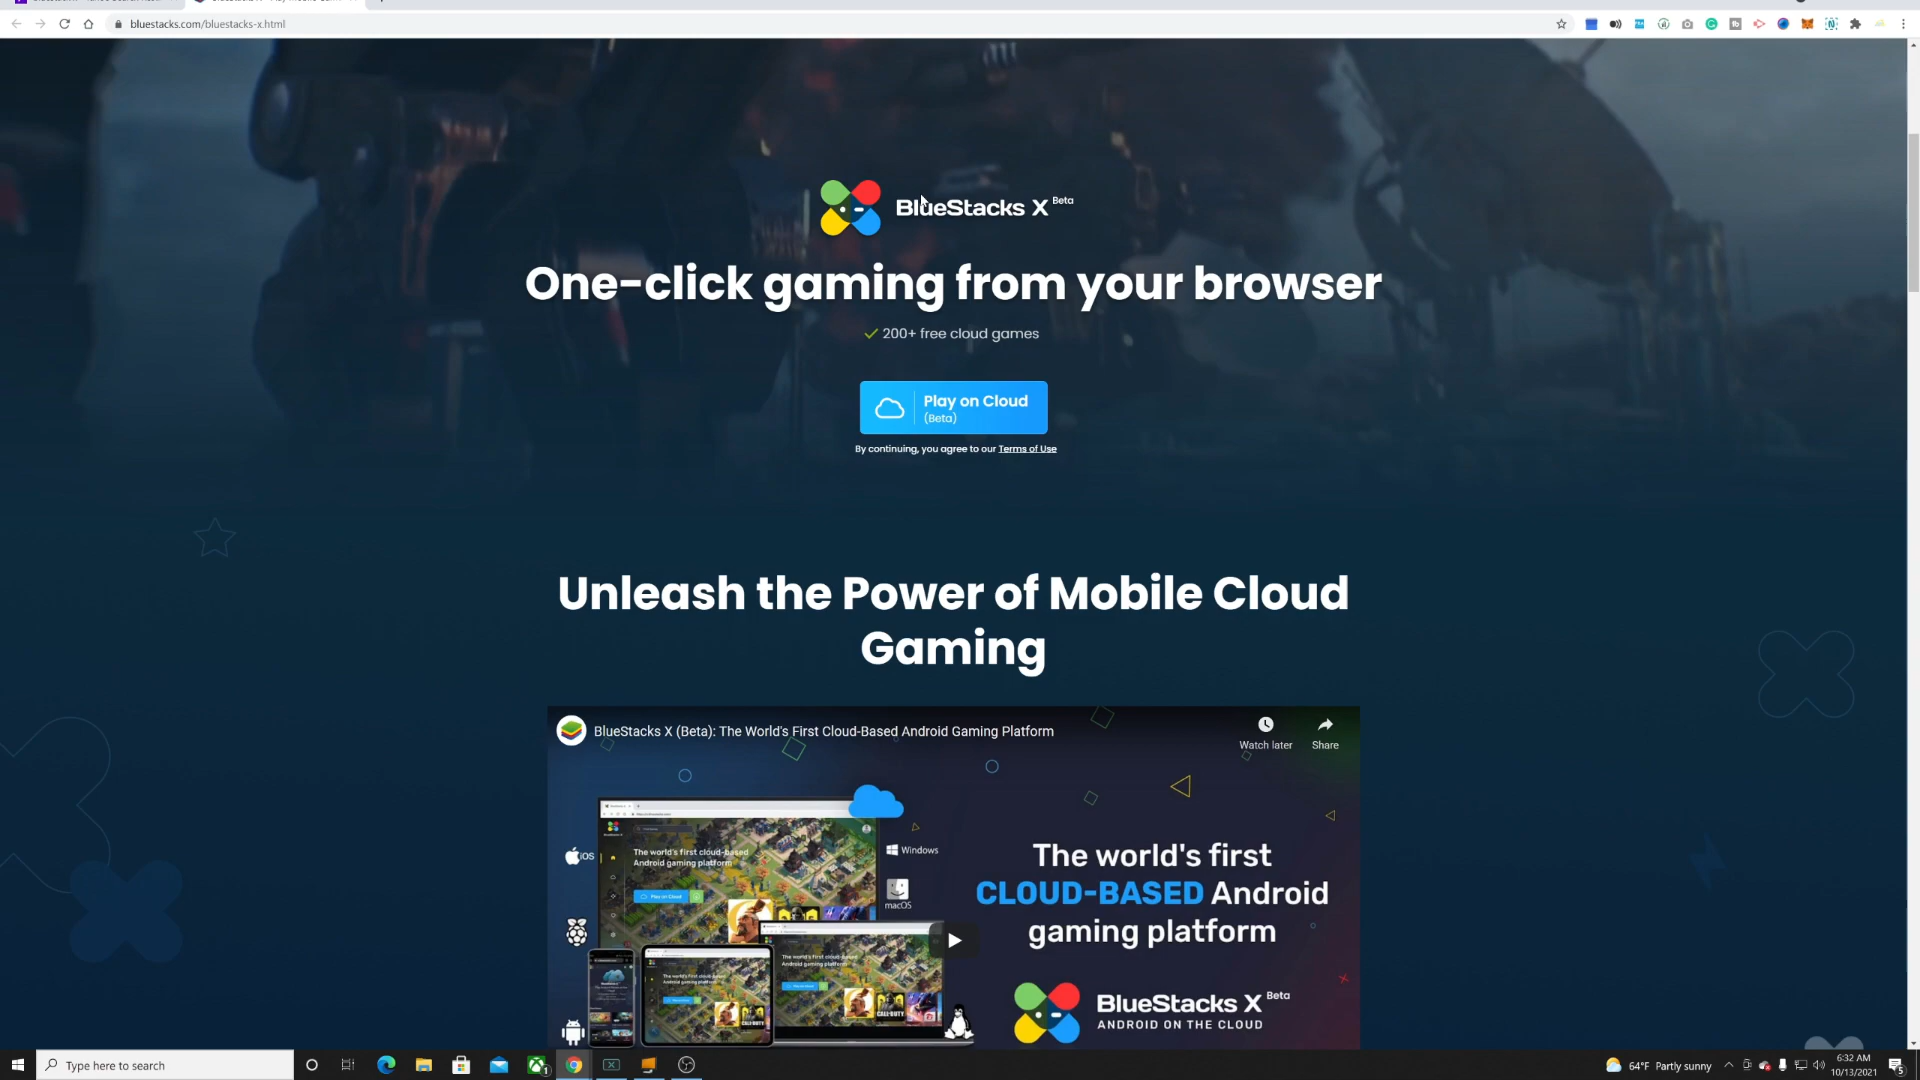 bluestacks.com/bluestacks-x.html
BlueStacks X Beta
One-click gaming from your browser
200+ free cloud games
Play on Cloud
(Beta)
By continuing, you agree to our Terms of Use
Unleash the Power of Mobile Cloud
Gaming
BlueStacks X (Beta): The World's First Cloud-Based Android Gaming Platform
Watch later
Share
iOS
Windows
macOS
The world's first cloud-based
Android gaming platform
Play on Cloud
The world's first
CLOUD-BASED Android
gaming platform
BlueStacks X Beta
ANDROID ON THE CLOUD
Type here to search
64°F Partly sunny
6:32 AM
10/13/2021